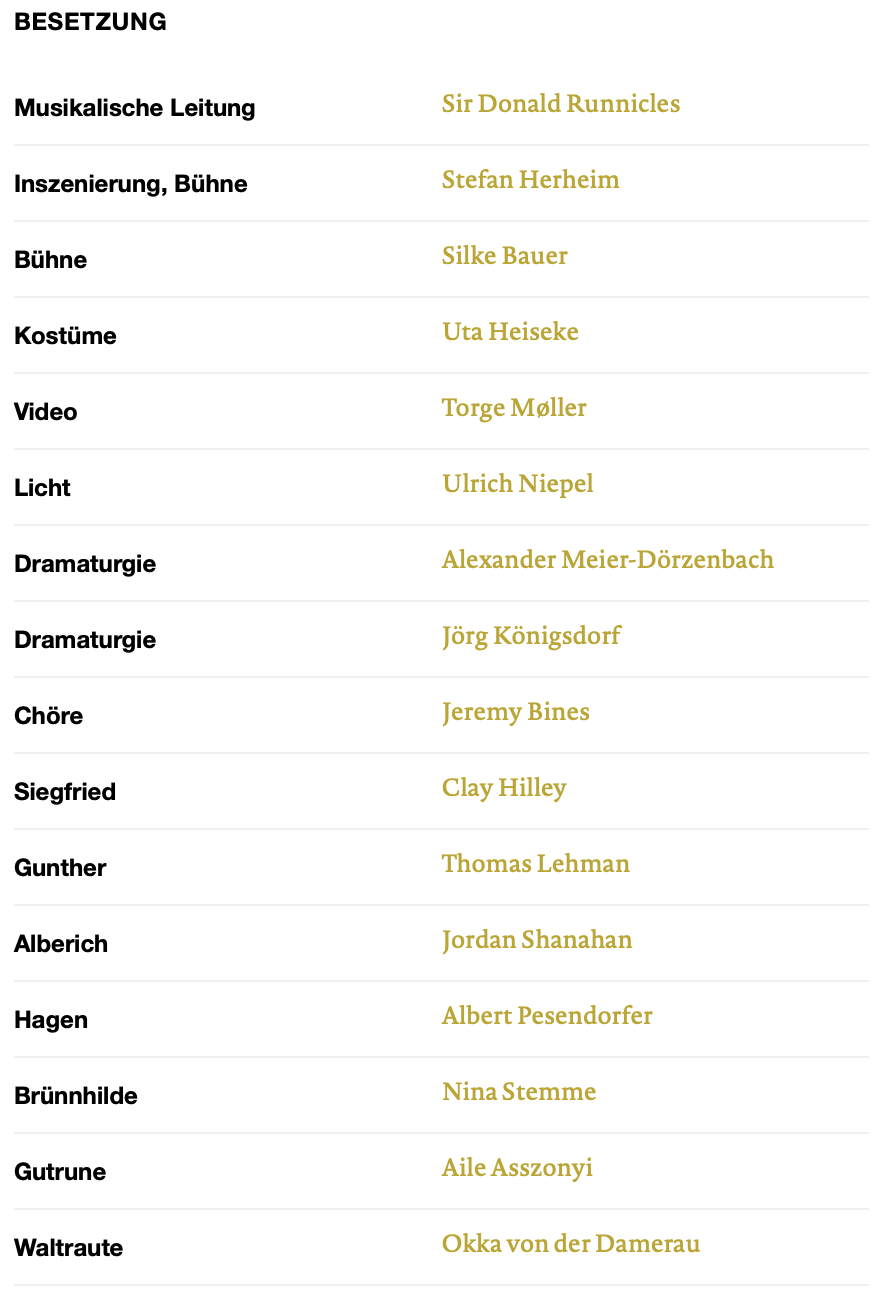 BESETZUNG
Musikalische Leitung Sir Donald Runnicles
Inszenierung, Bühne Stefan Herheim
Bühne Silke Bauer
Kostüme Uta Heiseke
Video Torge Møller
Licht Ulrich Niepel
Dramaturgie Alexander Meier-Dörzenbach
Dramaturgie Jörg Königsdorf
Chöre Jeremy Bines
Siegfried Clay Hilley
Gunther Thomas Lehman
Alberich Jordan Shanahan
Hagen Albert Pesendorfer
Brünnhilde Nina Stemme
Gutrune Aile Asszonyi
Waltraute Okka von der Damerau